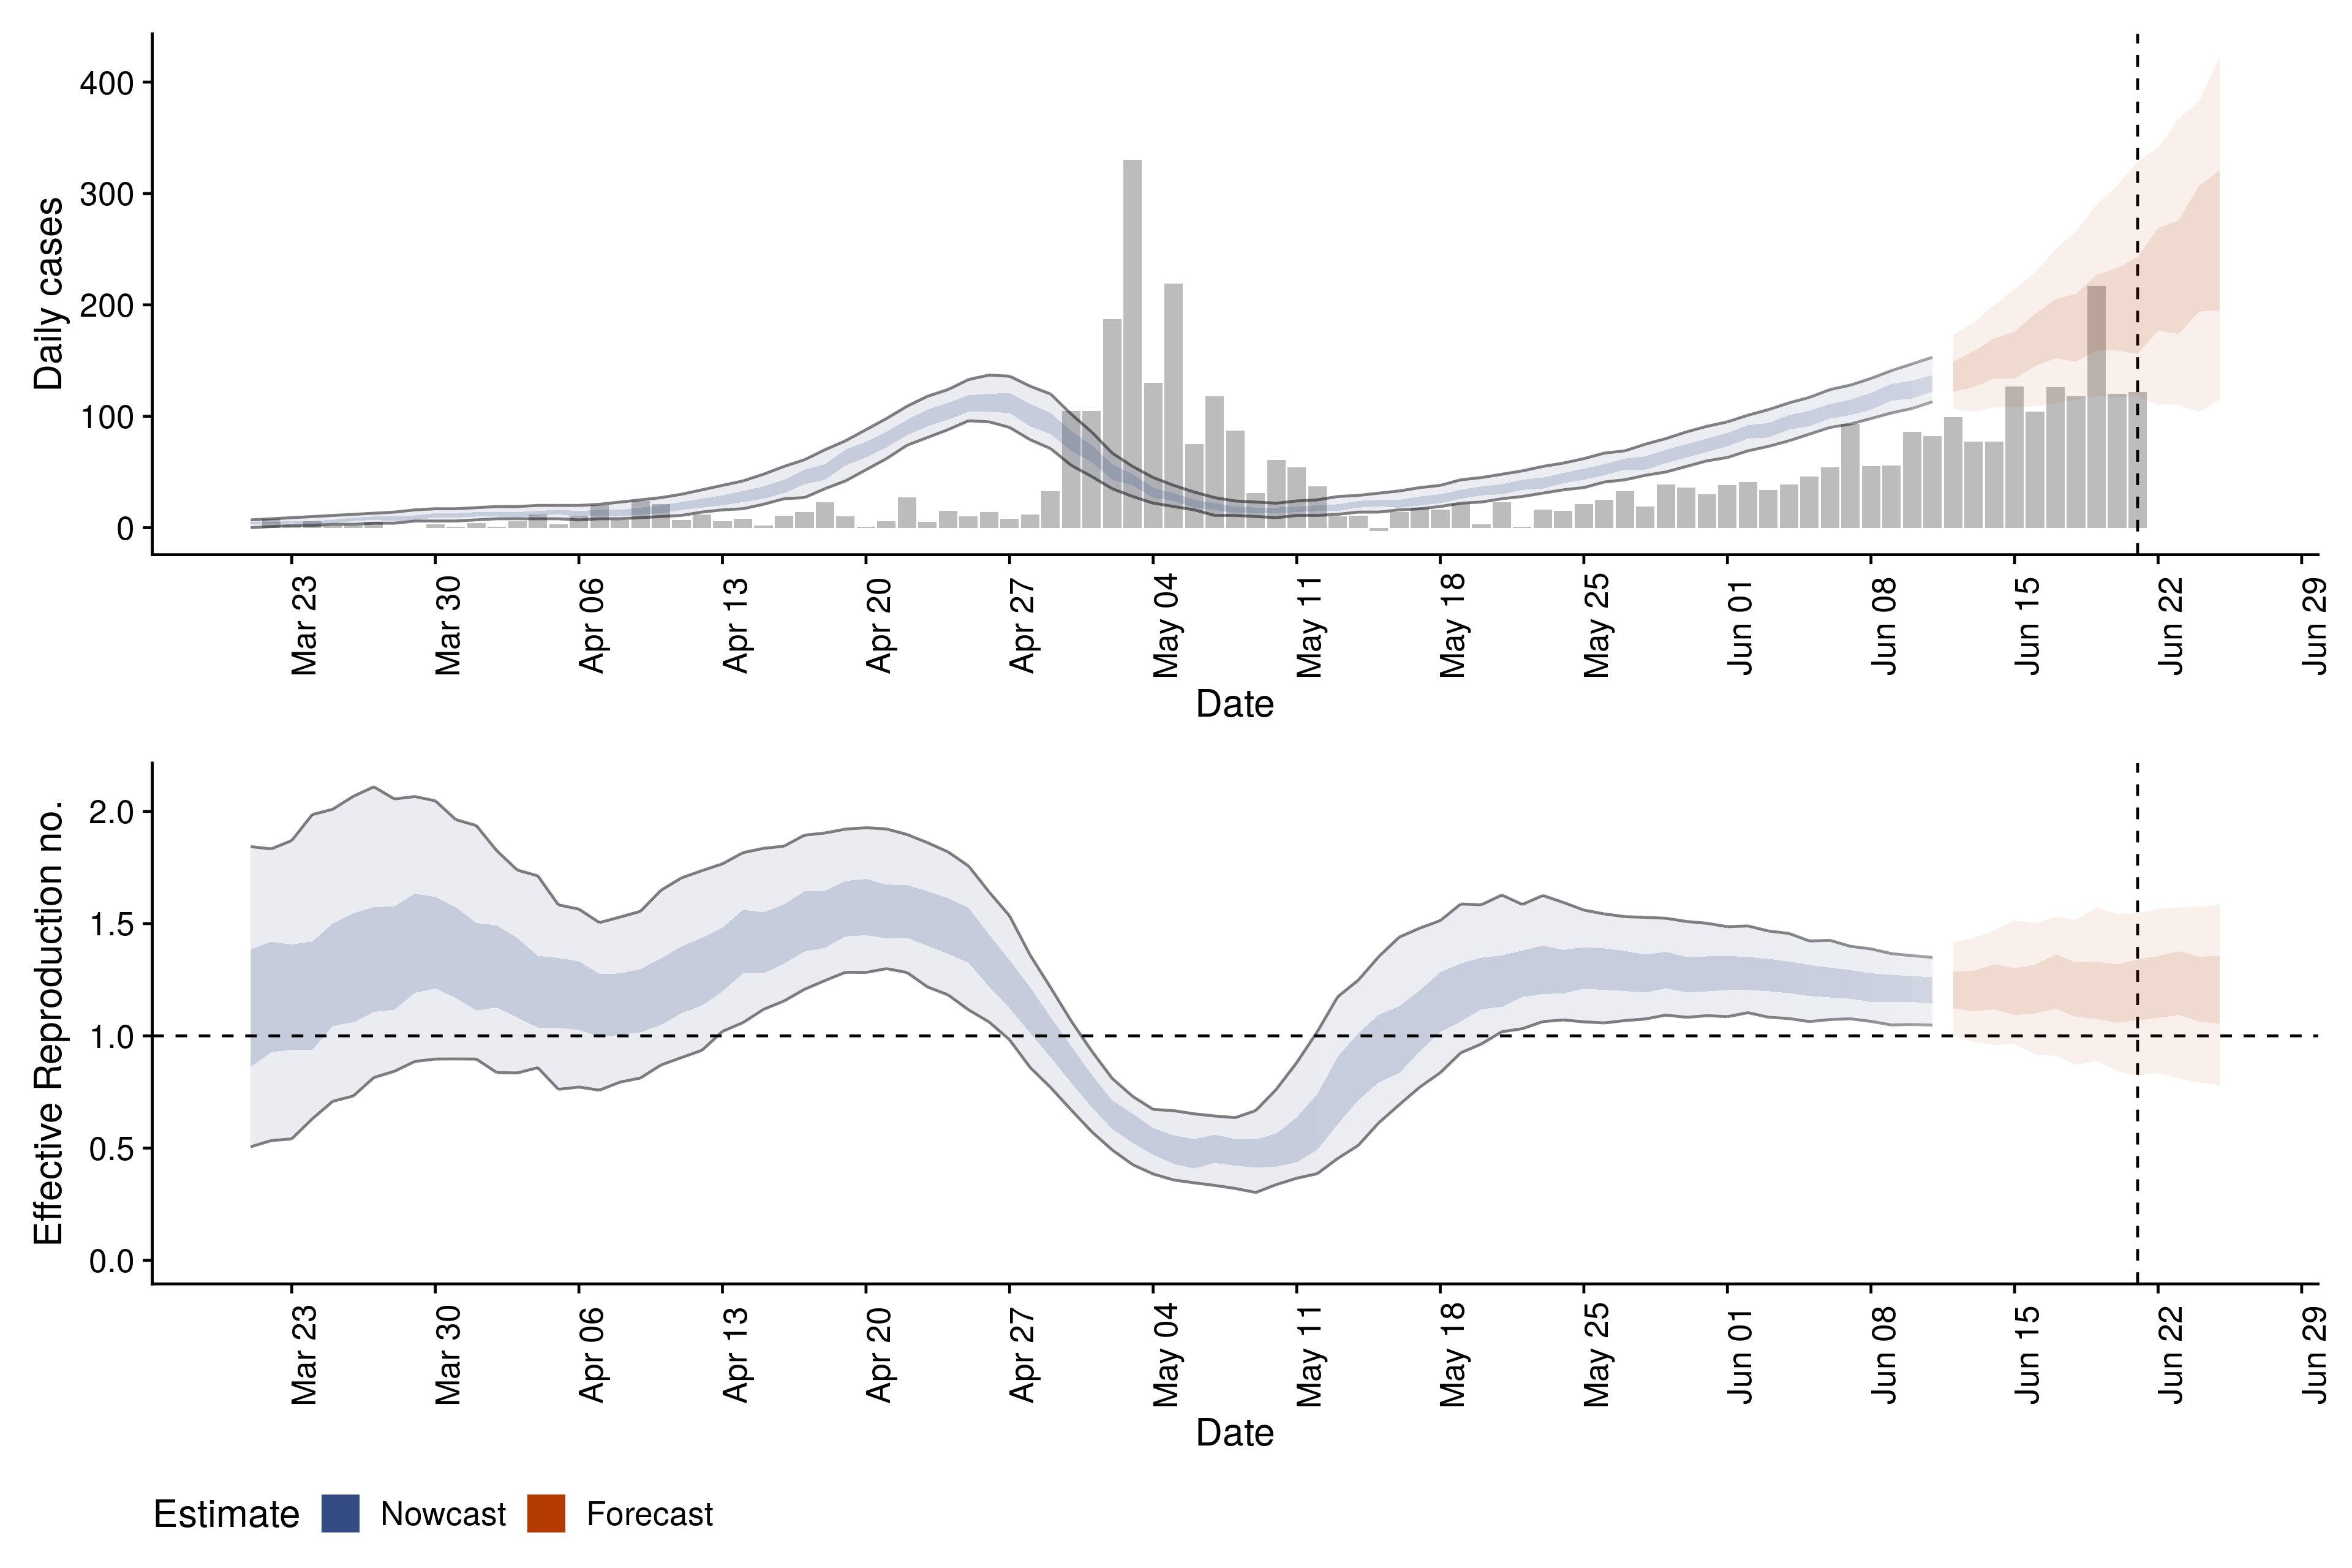 Daily cases
400
300
200
100
0
Mar 23
Mar 30
Apr 06
Apr 13
Apr 20
Apr 27
May 04
May 11
May 18
May 25
Jun 01
Jun 08
Jun 15
Jun 22
Jun 29
Date
Effective Reproduction no.
2.0
1.5
1.0
0.5
0.0
Mar 23
Mar 30
Apr 06
Apr 13
Apr 20
Apr 27
May 04
May 11
May 18
May 25
Jun 01
Jun 08
Jun 15
Jun 22
Jun 29
Date
Estimate Nowcast Forecast